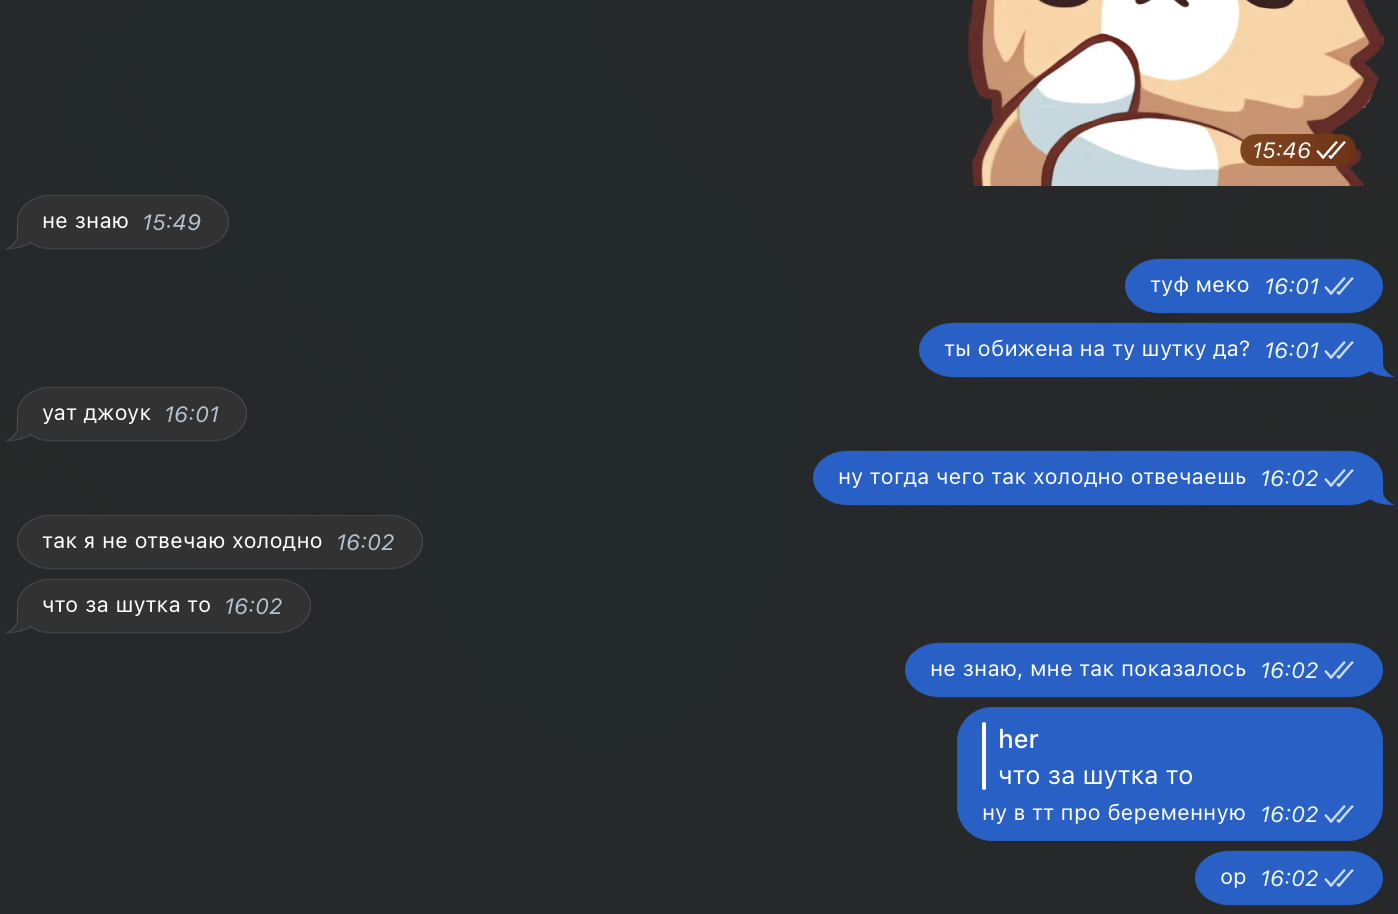 15:46
не знаю 15:49
туф меко 16:01
ты обижена на ту шутку да? 16:01
уат джоук 16:01
ну тогда чего так холодно отвечаешь 16:02
так я не отвечаю холодно 16:02
что за шутка то 16:02
не знаю, мне так показалось 16:02
her
что за шутка то
ну в тт про беременную 16:02
ор 16:02